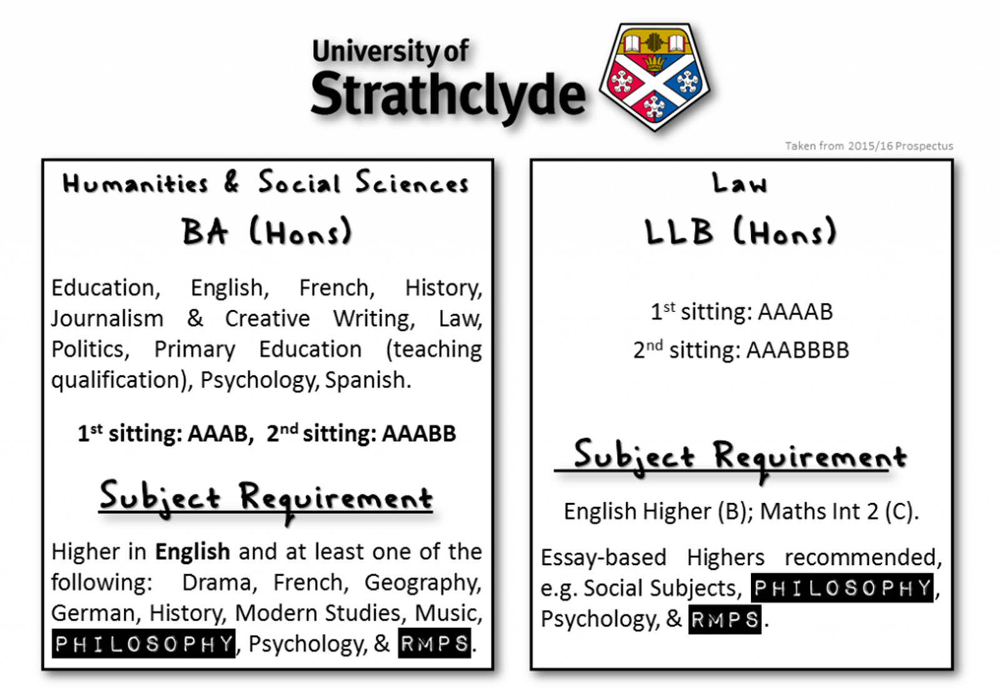 University of
Strathclyde
Taken from 2015/16 Prospectus
Humanities & Social Sciences
BA (Hons)
Education, English, French, History,
Journalism & Creative Writing, Law,
Politics, Primary Education (teaching
qualification), Psychology, Spanish.
1st sitting: AAAB, 2nd sitting: AAABB
Subject Requirement
Higher in English and at least one of the
following: Drama, French, Geography,
German, History, Modern Studies, Music,
PHILOSOPHY, Psychology, & RMPS.
Law
LLB (Hons)
1st sitting: AAAAB
2nd sitting: AAABBBB
Subject Requirement
English Higher (B); Maths Int 2 (C).
Essay-based Highers recommended,
e.g. Social Subjects, PHILOSOPHY,
Psychology, & RMPS.